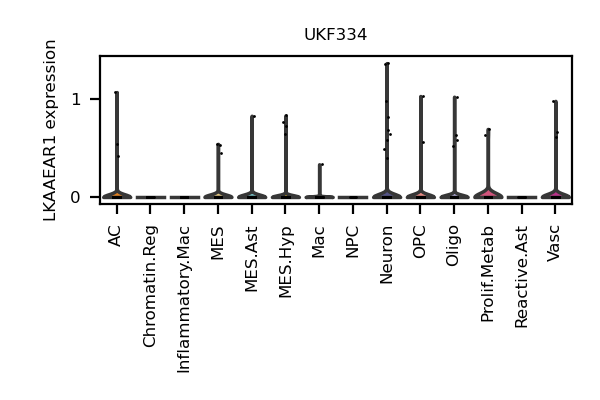 UKF334
LKAAEAR1 expression
1
0
AC
Chromatin.Reg
Inflammatory.Mac
MES
MES.Ast
MES.Hyp
Mac
NPC
Neuron
OPC
Oligo
Prolif.Metab
Reactive.Ast
Vasc